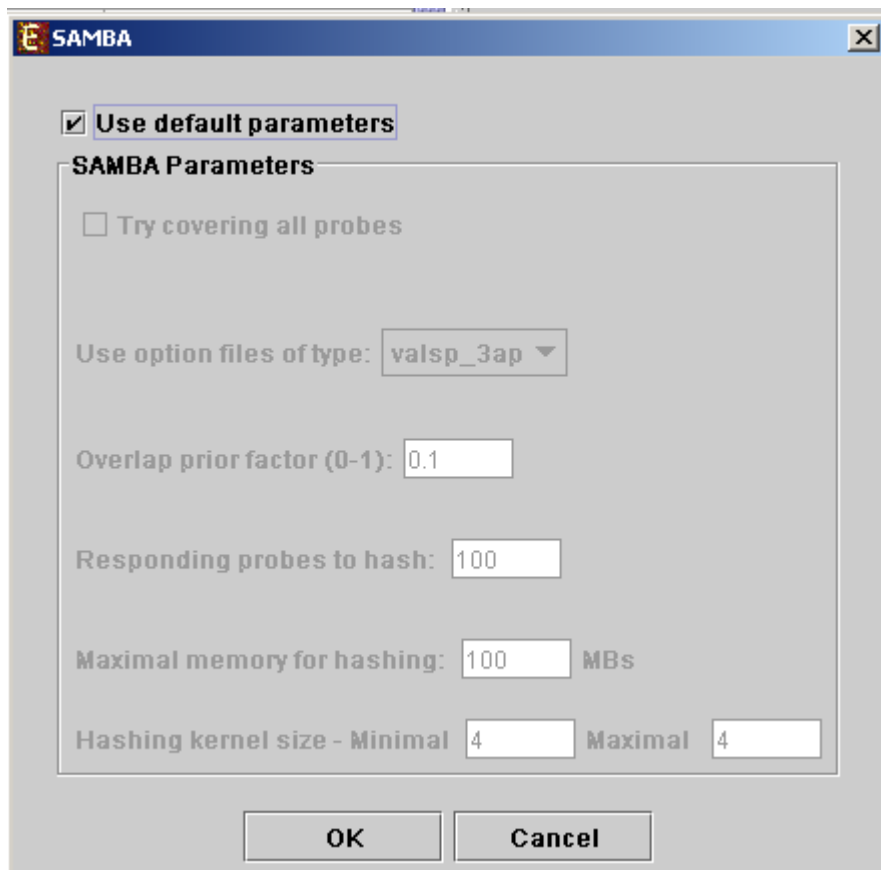 SAMBA
Use default parameters
SAMBA Parameters
Try covering all probes
Use option files of type: valsp_3ap
Overlap prior factor (0-1): 0.1
Responding probes to hash: 100
Maximal memory for hashing: 100 MBs
Hashing kernel size - Minimal 4 Maximal 4
OK Cancel